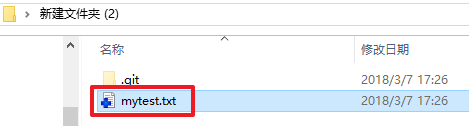 新建文件夹 (2)
名称 修改日期
.git 2018/3/7 17:26
mytest.txt 2018/3/7 17:26